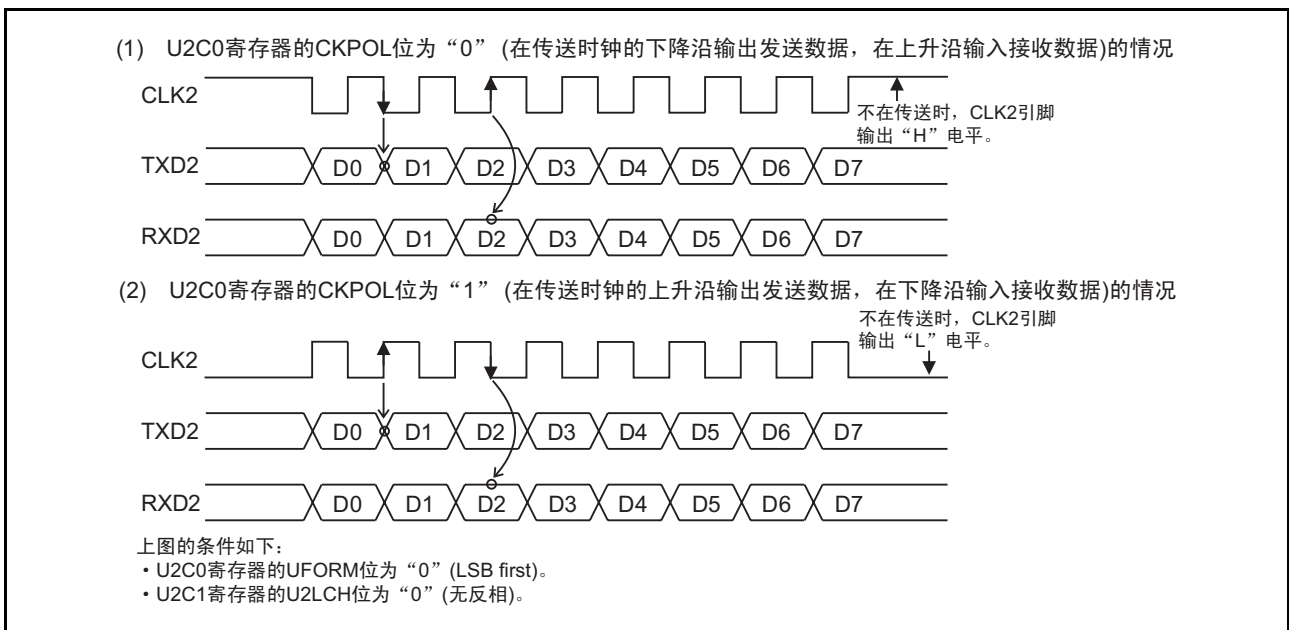 (1) U2C0寄存器的CKPOL位为“0” (在传送时钟的下降沿输出发送数据，在上升沿输入接收数据)的情况
CLK2
不在传送时，CLK2引脚
输出“H”电平。
TXD2 D0 D1 D2 D3 D4 D5 D6 D7
RXD2 D0 D1 D2 D3 D4 D5 D6 D7
(2) U2C0寄存器的CKPOL位为“1” (在传送时钟的上升沿输出发送数据，在下降沿输入接收数据)的情况
不在传送时，CLK2引脚
输出“L”电平。
CLK2
TXD2 D0 D1 D2 D3 D4 D5 D6 D7
RXD2 D0 D1 D2 D3 D4 D5 D6 D7
上图的条件如下：
・U2C0寄存器的UFORM位为“0”(LSB first)。
・U2C1寄存器的U2LCH位为“0”(无反相)。